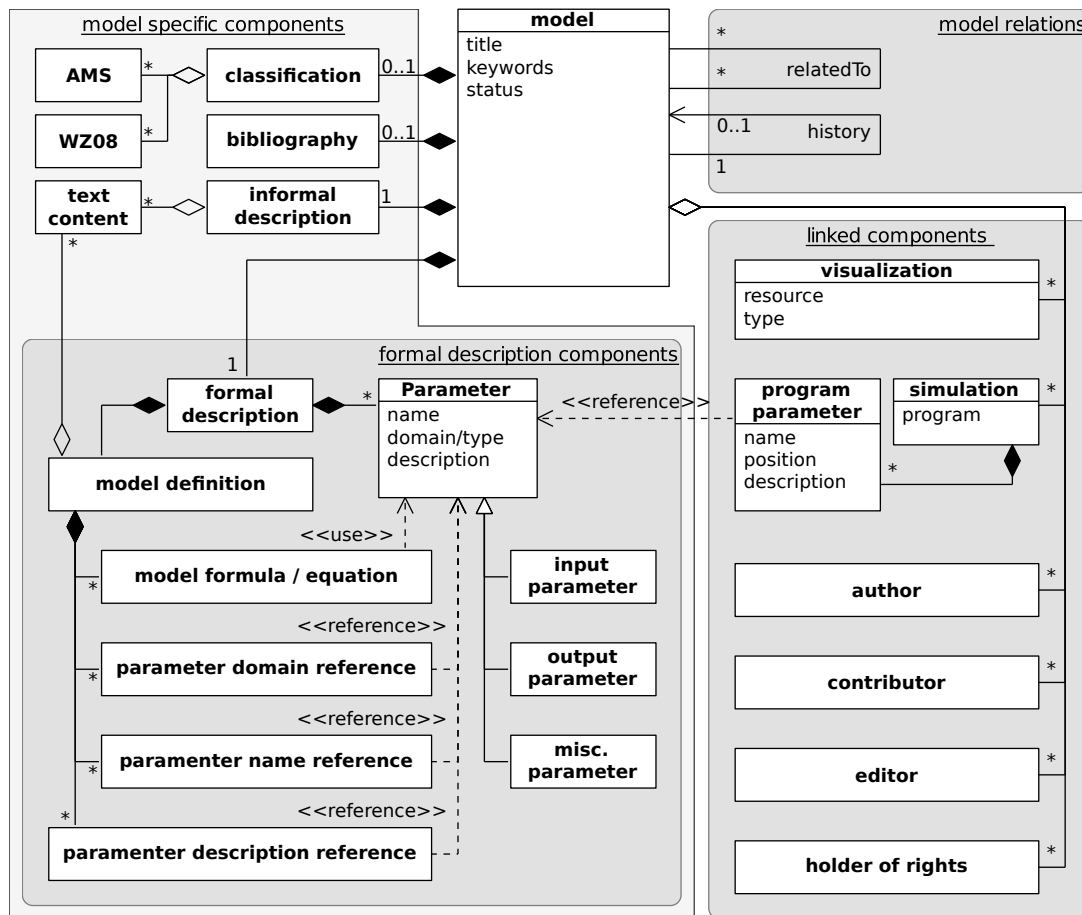 model specific components
model
model relations
title
keywords
status
AMS
*
classification
0..1
*
*
relatedTo
WZ08
*
bibliography
0..1
0..1
history
1
text
content
*
informal
description
1
*
linked components
visualization
resource
type
*
formal description components
1
formal
description
*
Parameter
name
domain/type
description
<<reference>>
program
parameter
name
position
description
simulation
program
*
*
model definition
<<use>>
model formula / equation
*
input
parameter
author
*
<<reference>>
parameter domain reference
*
output
parameter
contributor
*
<<reference>>
paramenter name reference
*
misc.
parameter
editor
*
<<reference>>
*
paramenter description reference
holder of rights
*